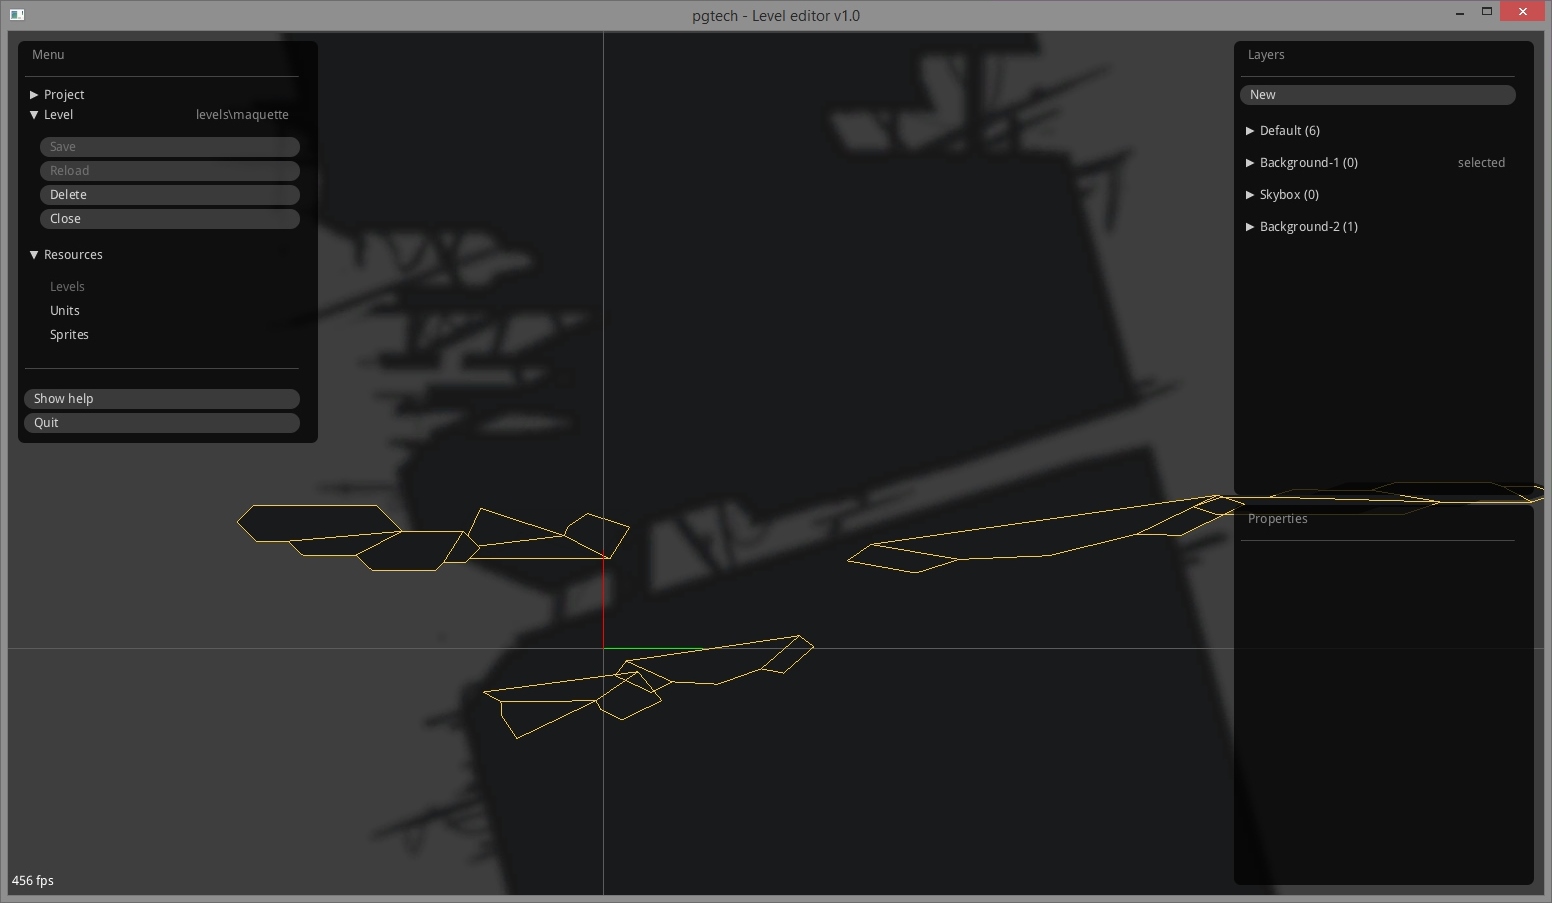 pgtech - Level editor v1.0
Menu
Project
Level levels\maquette
Save
Reload
Delete
Close
Resources
Levels
Units
Sprites
Show help
Quit
Layers
New
Default (6)
Background-1 (0) selected
Skybox (0)
Background-2 (1)
Properties
456 fps